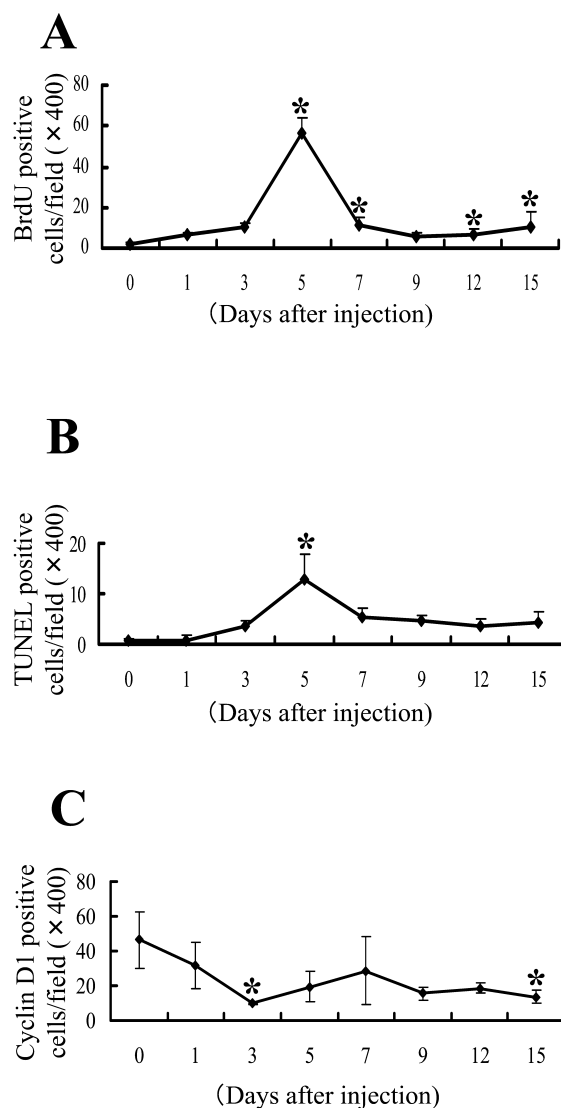 A
BrdU positive
cells/field ( × 400)
80
60
40
20
0
* * * *
0 1 3 5 7 9 12 15
(Days after injection)
B
TUNEL positive
cells/field ( × 400)
20
10
0
*
0 1 3 5 7 9 12 15
(Days after injection)
C
Cyclin D1 positive
cells/field ( × 400)
80
60
40
20
0
* *
0 1 3 5 7 9 12 15
(Days after injection)